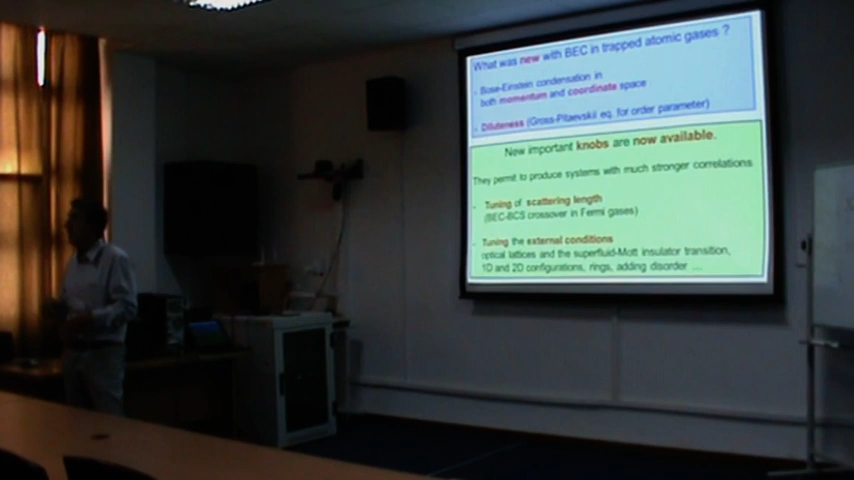 What was new with BEC in trapped atomic gases ?
- Bose-Einstein condensation in
both momentum and coordinate space
- Diluteness (Gross-Pitaevskii eq. for order parameter)
New important knobs are now available.
They permit to produce systems with much stronger correlations
- Tuning of scattering length
(BEC-BCS crossover in Fermi gases)
- Tuning the external conditions
optical lattices and the superfluid-Mott insulator transition,
1D and 2D configurations, rings, adding disorder ...